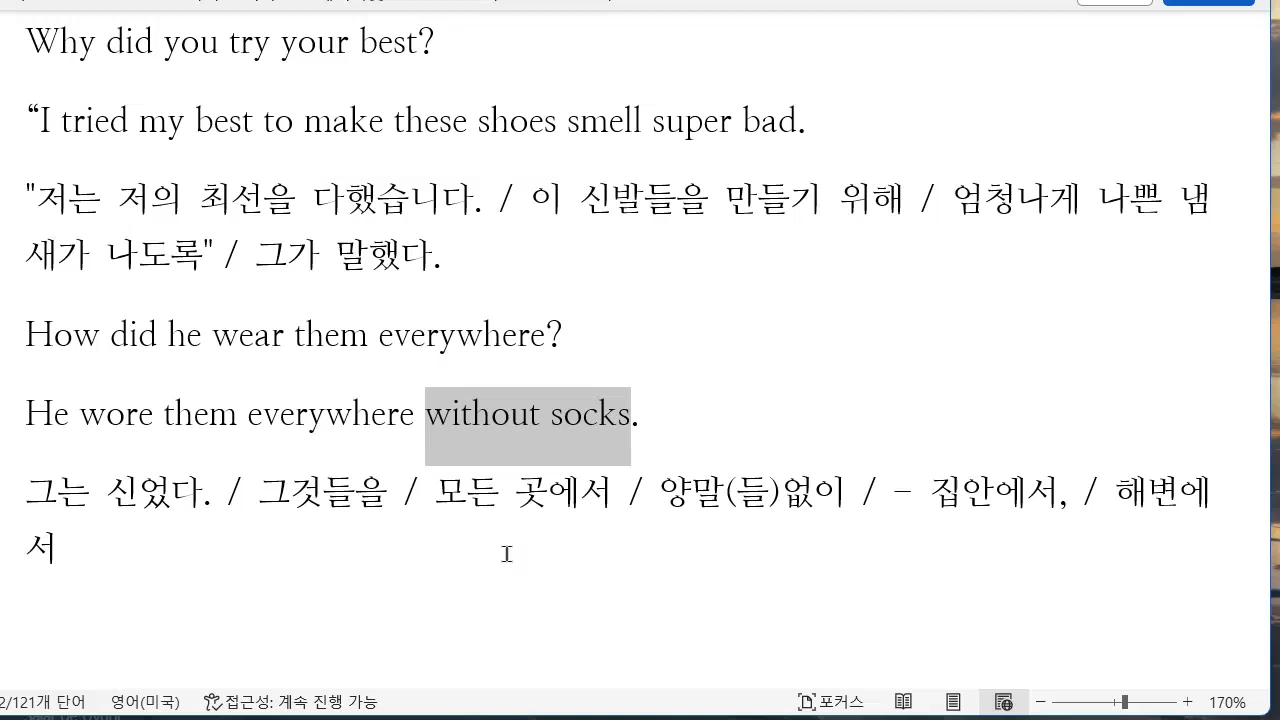 Why did you try your best?
“I tried my best to make these shoes smell super bad.
"저는 저의 최선을 다했습니다. / 이 신발들을 만들기 위해 / 엄청나게 나쁜 냄
새가 나도록" / 그가 말했다.
How did he wear them everywhere?
He wore them everywhere without socks.
그는 신었다. / 그것들을 / 모든 곳에서 / 양말(들)없이 / - 집안에서, / 해변에
서
2/121개 단어 영어(미국) 접근성: 계속 진행 가능 포커스 170%